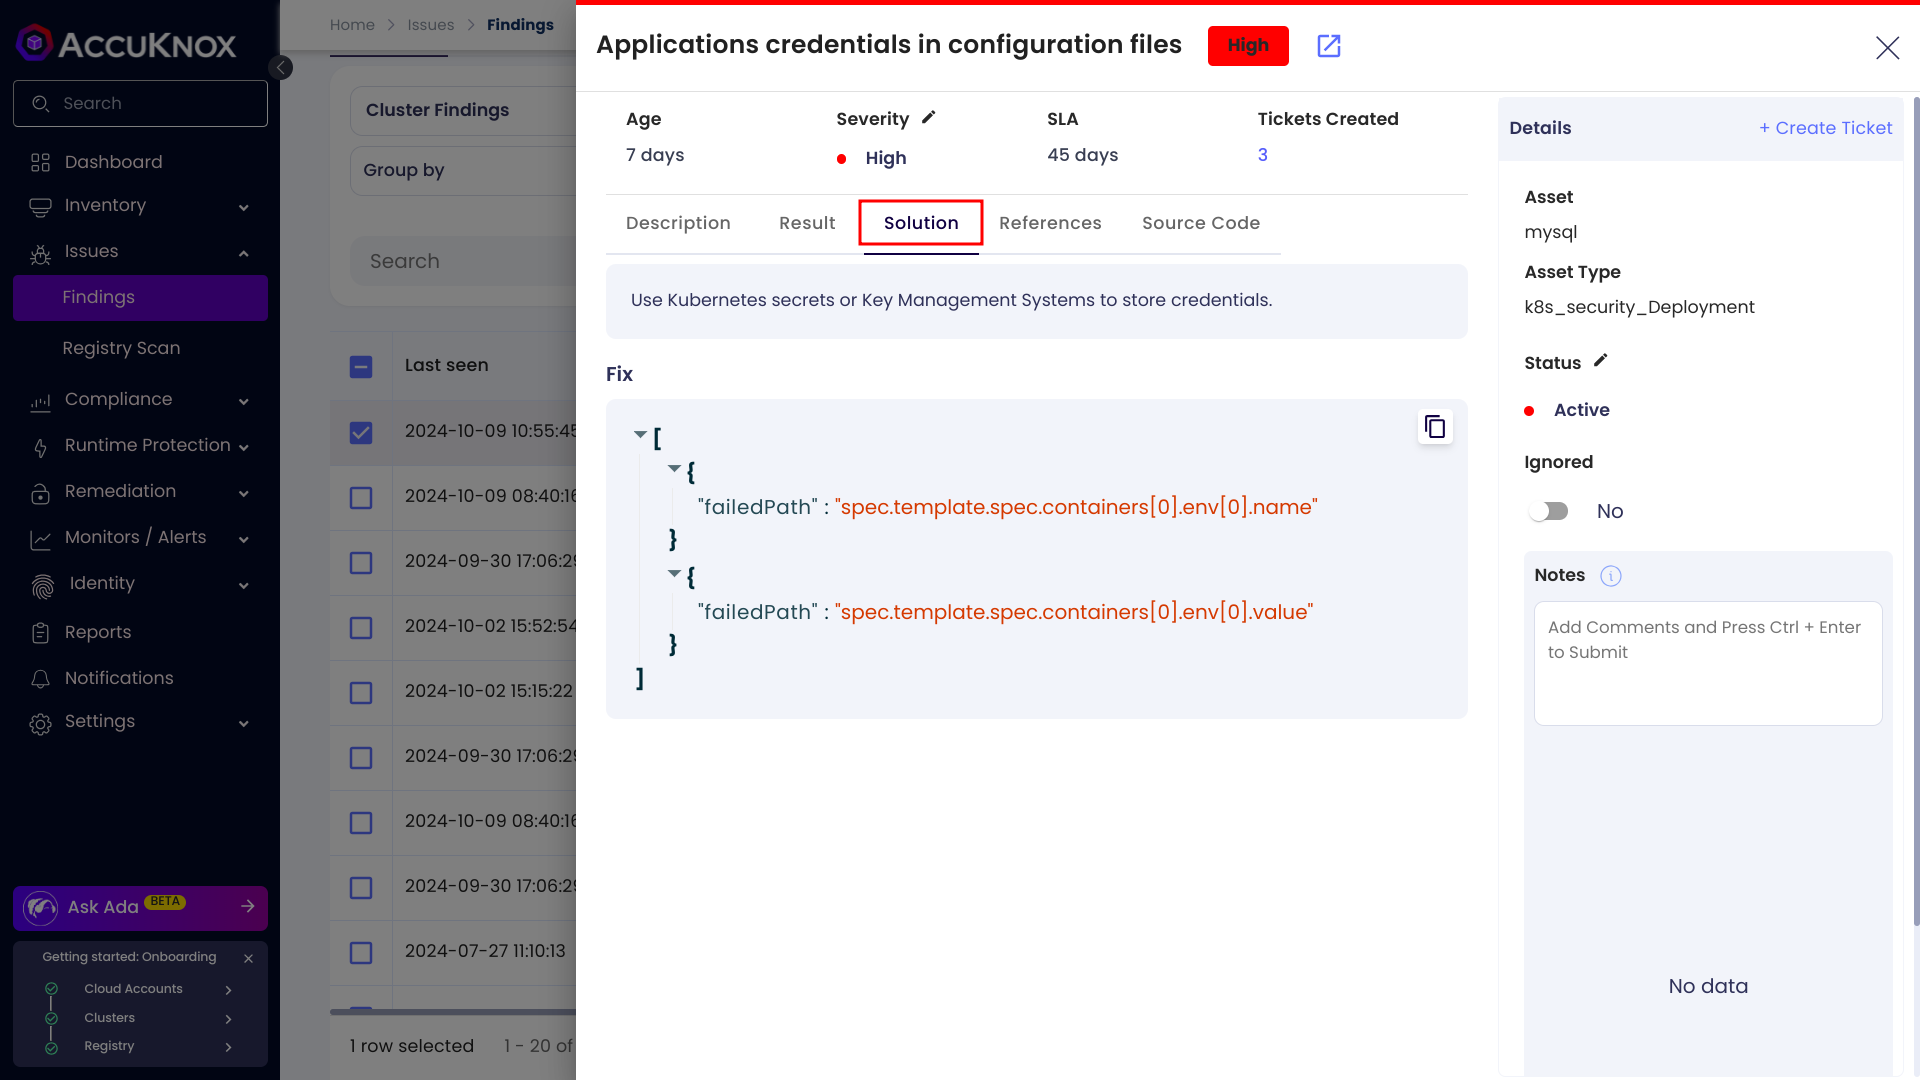 ACCUKNOX
Search
Dashboard
Inventory
Issues
Findings
Registry Scan
Compliance
Runtime Protection
Remediation
Monitors / Alerts
Identity
Reports
Notifications
Settings
Ask Ada BETA
Getting started: Onboarding
Cloud Accounts
Clusters
Registry
Home > Issues > Findings
Cluster Findings
Group by
Search
Last seen
2024-10-09 10:55:45
2024-10-09 08:40:16
2024-09-30 17:06:29
2024-10-02 15:52:54
2024-10-02 15:15:22
2024-09-30 17:06:29
2024-10-09 08:40:16
2024-09-30 17:06:29
2024-07-27 11:10:13
1 row selected 1 - 20 of
Applications credentials in configuration files High
Age Severity SLA Tickets Created
7 days High 45 days 3
Description Result Solution References Source Code
Use Kubernetes secrets or Key Management Systems to store credentials.
Fix
[
{
"failedPath" : "spec.template.spec.containers[0].env[0].name"
}
{
"failedPath" : "spec.template.spec.containers[0].env[0].value"
}
]
Details + Create Ticket
Asset
mysql
Asset Type
k8s_security_Deployment
Status
Active
Ignored
No
Notes
Add Comments and Press Ctrl + Enter
to Submit
No data